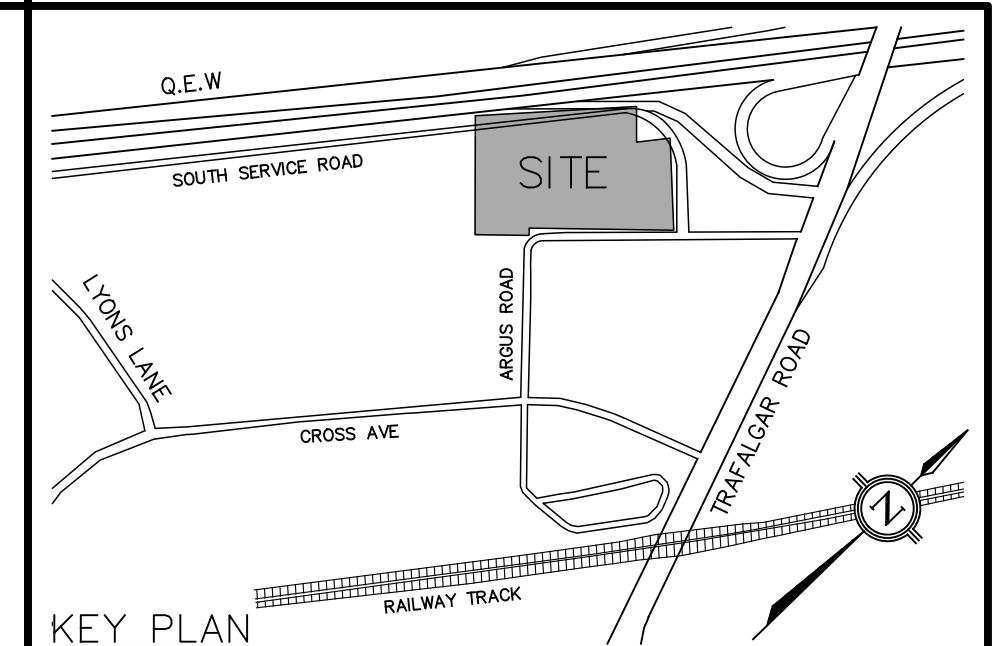 Q.E.W
SOUTH SERVICE ROAD
SITE
LYONS LANE
ARGUS ROAD
TRAFALGAR ROAD
CROSS AVE
N
RAILWAY TRACK
KEY PLAN